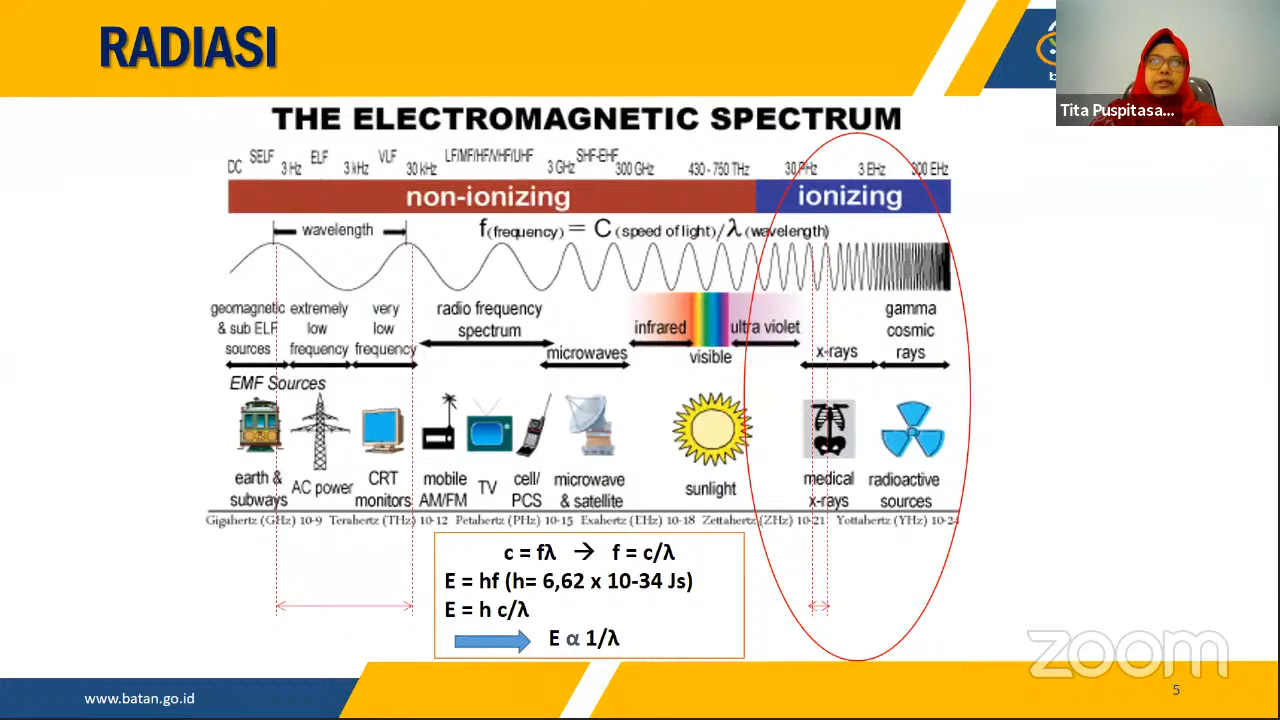 RADIASI
Tita Puspitasa...
THE ELECTROMAGNETIC SPECTRUM
DC SELF 3 Hz ELF 3 kHz VLF 30 kHz LF/MF/HF/VHF/UHF 3 GHz SHF-EHF 300 GHz 430 - 750 THz 30 PHz 3 EHz 300 EHz
non-ionizing ionizing
wavelength f(frequency) = C (speed of light)/λ (wavelength)
geomagnetic
& sub ELF
sources
extremely
low
frequency
very
low
frequency
radio frequency
spectrum
microwaves
infrared
visible
ultra violet
x-rays
gamma
cosmic
rays
EMF Sources
earth &
subways
AC power
CRT
monitors
mobile
AM/FM
TV
cell/
PCS
microwave
& satellite
sunlight
medical
x-rays
radioactive
sources
Gigahertz (GHz) 10-9 Terahertz (THz) 10-12 Petahertz (PHz) 10-15 Exahertz (EHz) 10-18 Zettahertz (ZHz) 10-21 Yottahertz (YHz) 10-24
c = fλ → f = c/λ
E = hf (h= 6,62 x 10-34 Js)
E = h c/λ
E α 1/λ
zoom
www.batan.go.id
5